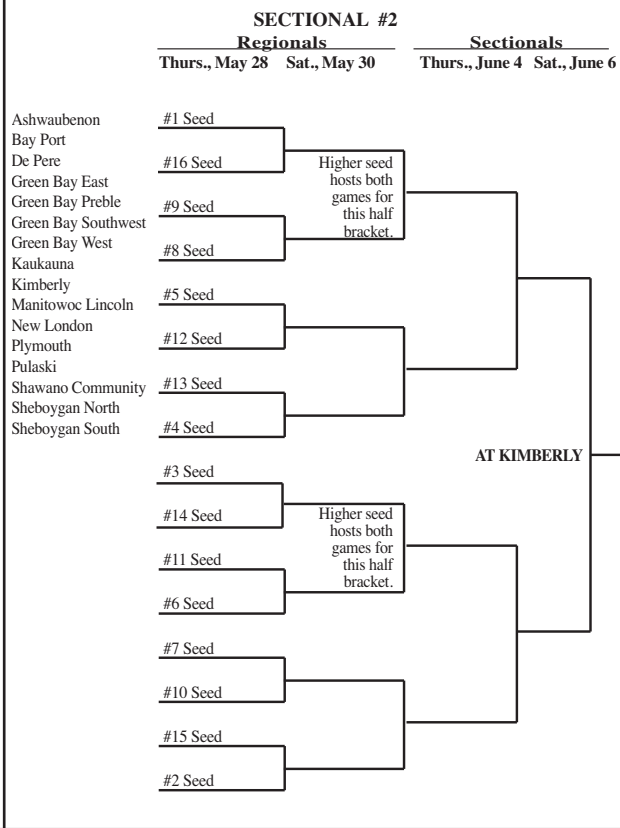 SECTIONAL #2
Regionals
Sectionals
Thurs., May 28 Sat., May 30
Thurs., June 4 Sat., June 6
Ashwaubenon
Bay Port
De Pere
Green Bay East
Green Bay Preble
Green Bay Southwest
Green Bay West
Kaukauna
Kimberly
Manitowoc Lincoln
New London
Plymouth
Pulaski
Shawano Community
Sheboygan North
Sheboygan South
#1 Seed
#16 Seed
#9 Seed
#8 Seed
#5 Seed
#12 Seed
#13 Seed
#4 Seed
#3 Seed
#14 Seed
#11 Seed
#6 Seed
#7 Seed
#10 Seed
#15 Seed
#2 Seed
Higher seed
hosts both
games for
this half
bracket.
Higher seed
hosts both
games for
this half
bracket.
AT KIMBERLY